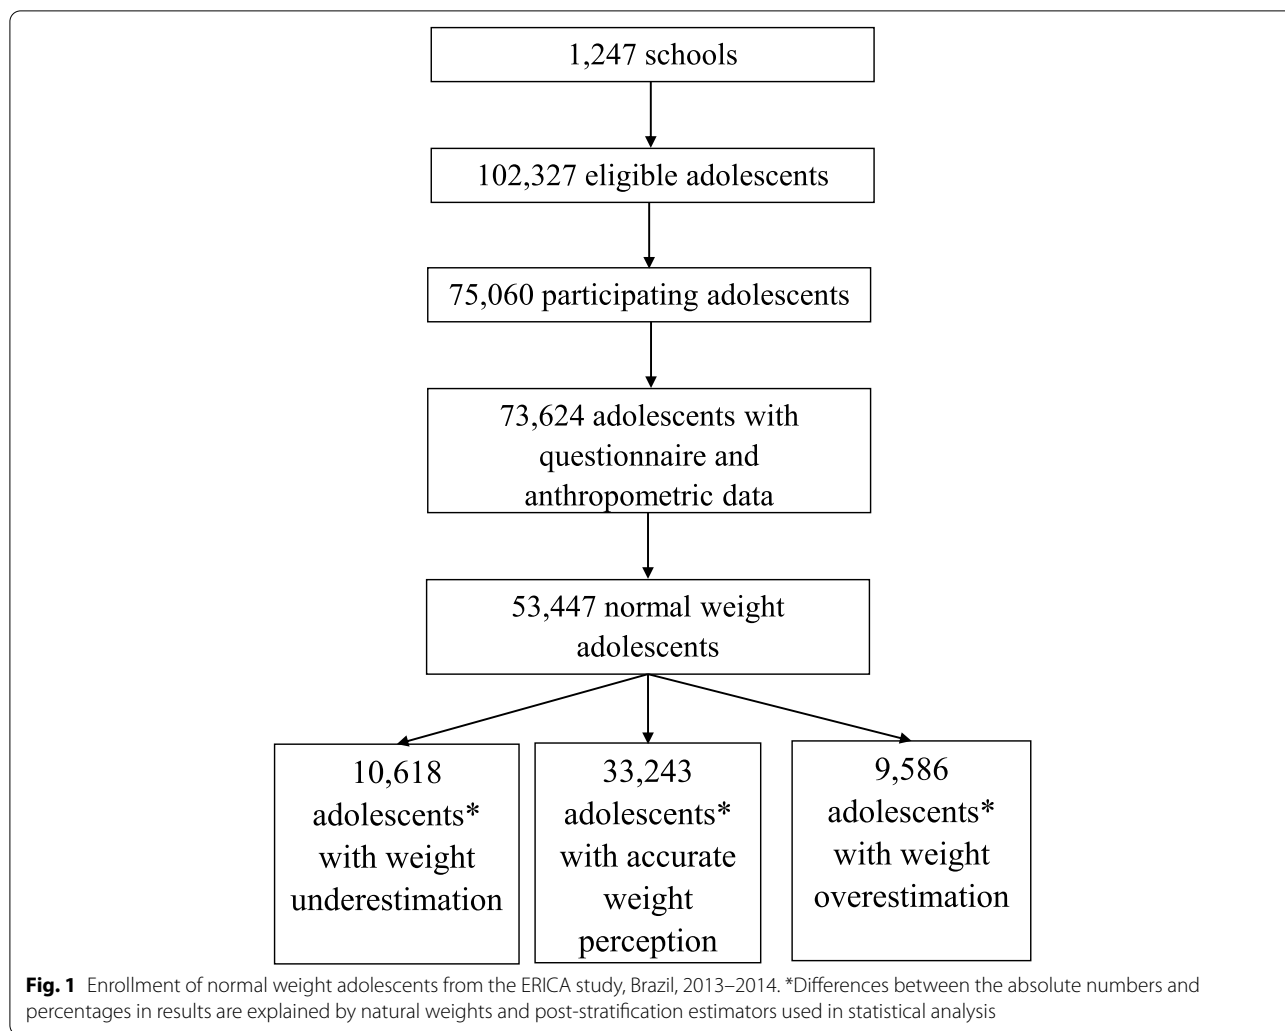 1,247 schools
102,327 eligible adolescents
75,060 participating adolescents
73,624 adolescents with
questionnaire and
anthropometric data
53,447 normal weight
adolescents
10,618
adolescents*
with weight
underestimation
33,243
adolescents*
with accurate
weight
perception
9,586
adolescents*
with weight
overestimation
Fig. 1 Enrollment of normal weight adolescents from the ERICA study, Brazil, 2013–2014. *Differences between the absolute numbers and
percentages in results are explained by natural weights and post-stratification estimators used in statistical analysis